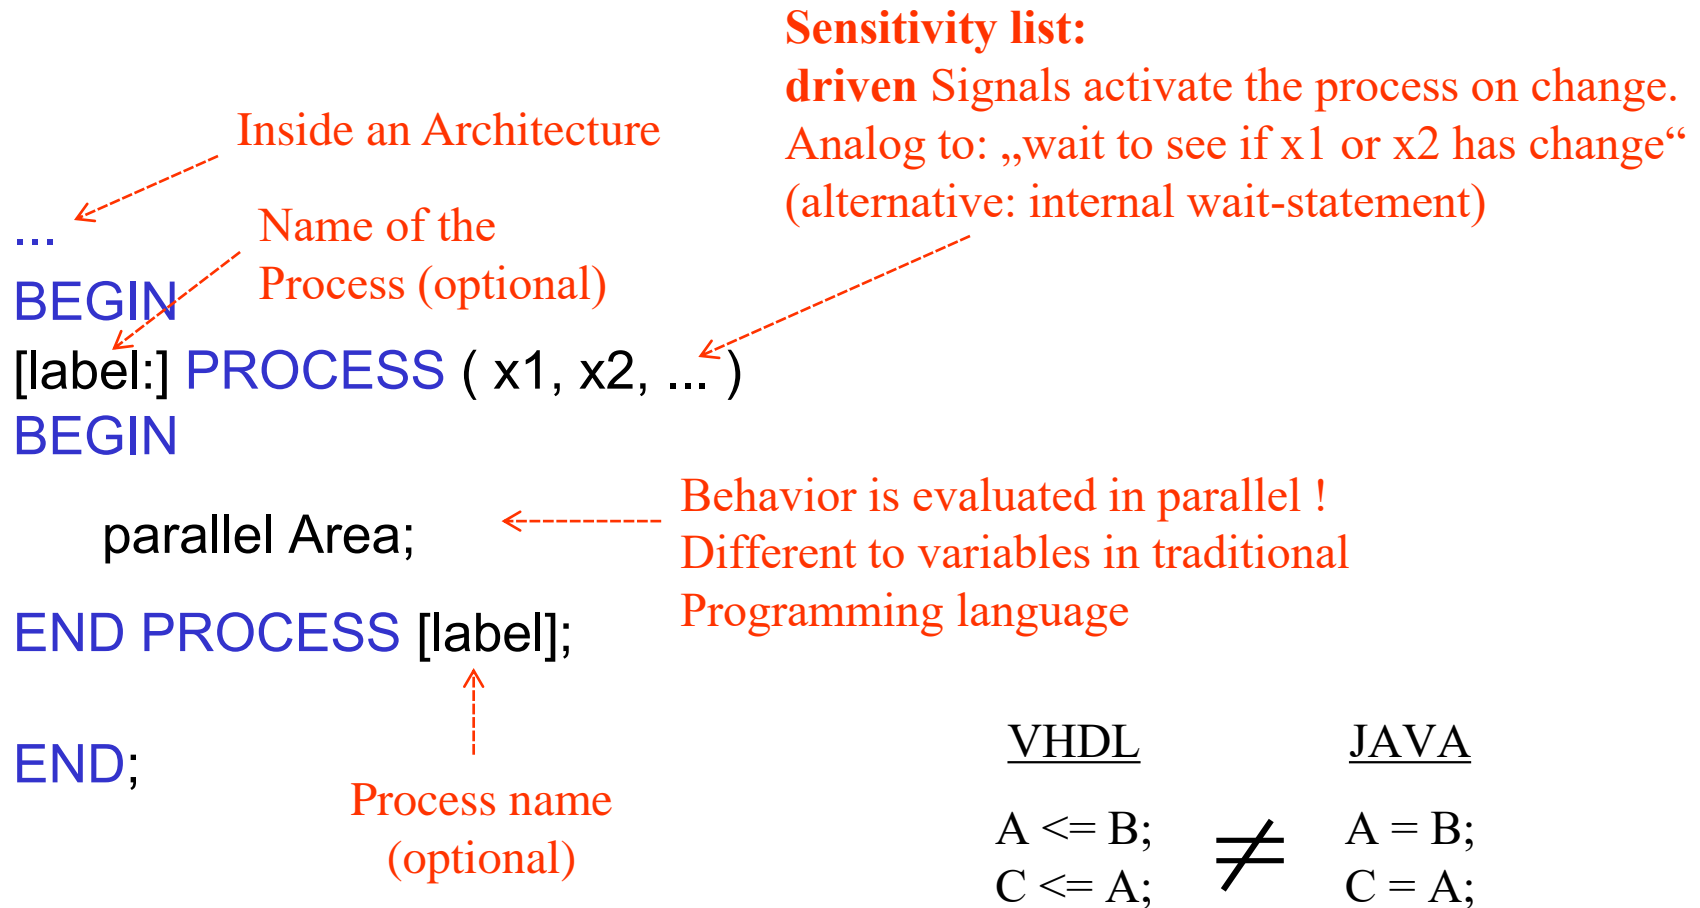 Sensitivity list:
driven Signals activate the process on change.
Analog to: „wait to see if x1 or x2 has change“
(alternative: internal wait-statement)
Inside an Architecture
Name of the
Process (optional)
...
BEGIN
[label:] PROCESS ( x1, x2, ... )
BEGIN
parallel Area;
Behavior is evaluated in parallel !
Different to variables in traditional
Programming language
END PROCESS [label];
END;
Process name
(optional)
VHDL JAVA
A <= B; ≠ A = B;
C <= A; C = A;